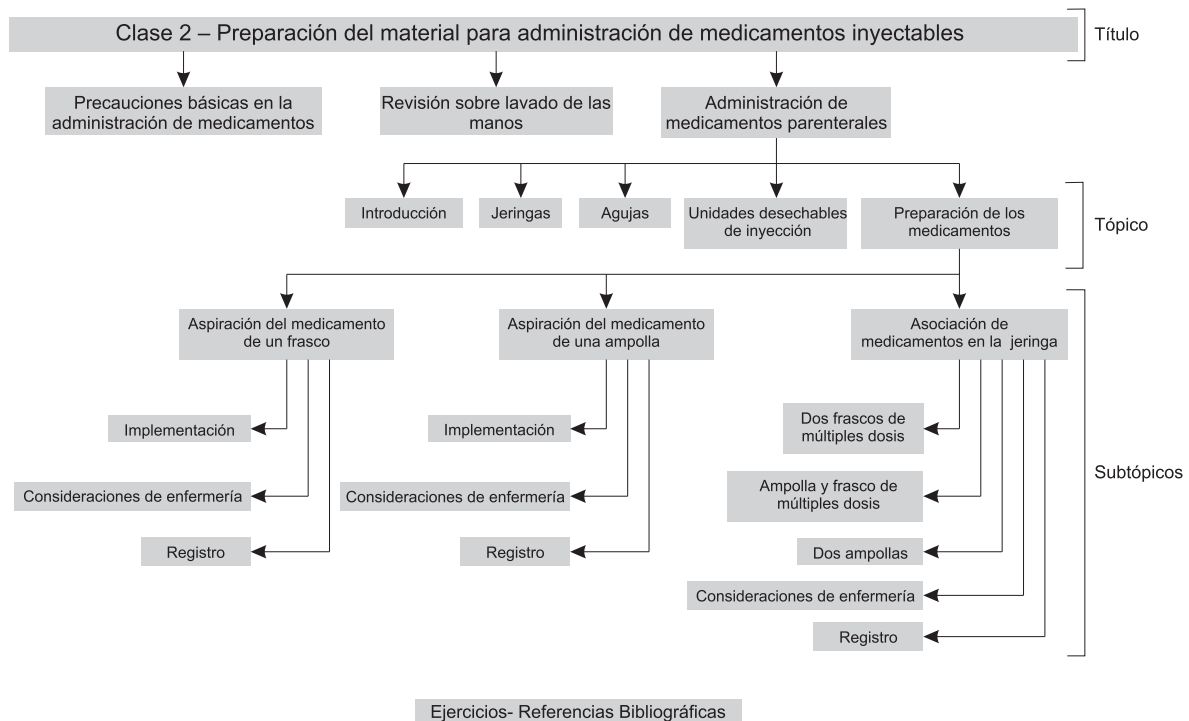 Clase 2 – Preparación del material para administración de medicamentos inyectables
Título
Precauciones básicas en la
administración de medicamentos
Revisión sobre lavado de las
manos
Administración de
medicamentos parenterales
Introducción
Jeringas
Agujas
Unidades desechables
de inyección
Preparación de los
medicamentos
Tópico
Aspiración del medicamento
de un frasco
Aspiración del medicamento
de una ampolla
Asociación de
medicamentos en la jeringa
Implementación
Consideraciones de enfermería
Registro
Implementación
Consideraciones de enfermería
Registro
Dos frascos de
múltiples dosis
Ampolla y frasco de
múltiples dosis
Dos ampollas
Consideraciones de enfermería
Registro
Subtópicos
Ejercicios- Referencias Bibliográficas